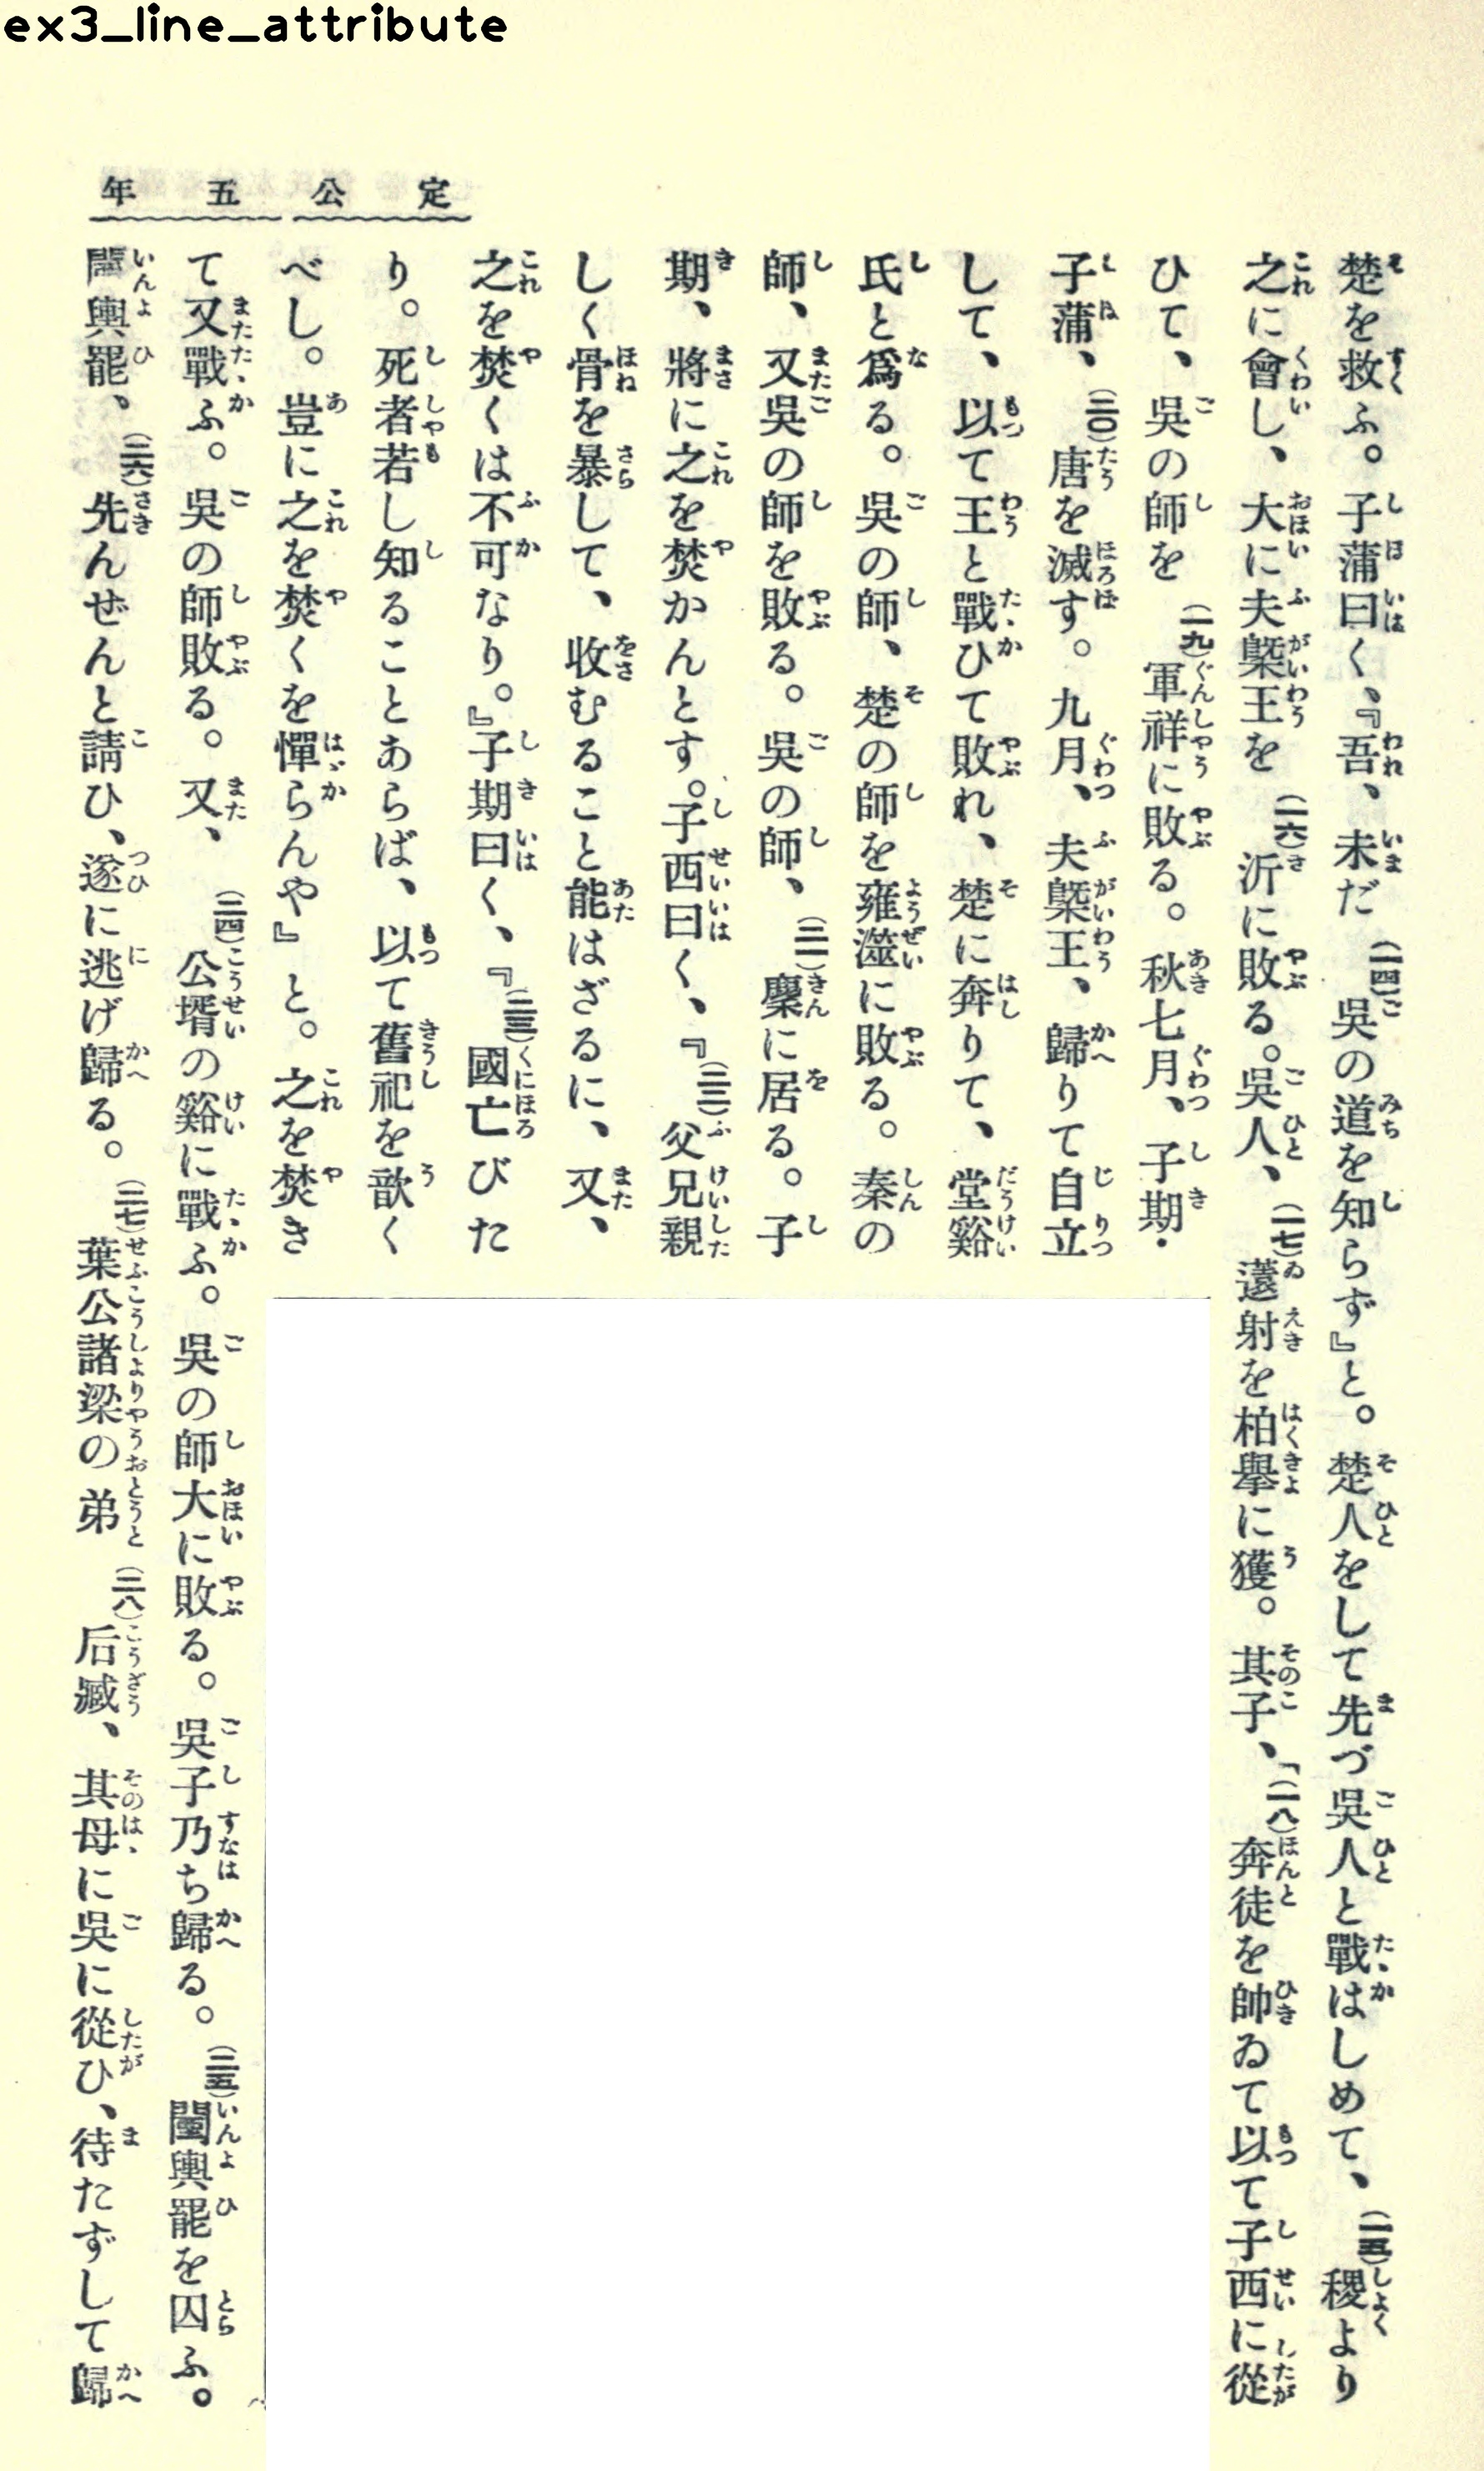 ex3_line_attribute
定公五年
楚を救ふ。子蒲曰く、『吾、未だ(一四)吳の道を知らず』と。楚人をして先づ吳人と戰はしめて、(一五)稷より
之に會し、大に夫槩王を(一六)沂に敗る。吳人、(一七)薳射を柏擧に獲。其子、(一八)奔徒を帥ゐて以て子西に從
ひて、吳の師を(一九)軍祥に敗る。秋七月、子期・
子蒲、(二〇)唐を滅す。九月、夫槩王、歸りて自立
して、以て王と戰ひて敗れ、楚に奔りて、堂谿
氏と爲る。吳の師、楚の師を雍澨に敗る。秦の
師、又吳の師を敗る。吳の師、(二一)麇に居る。子
期、將に之を焚かんとす。子西曰く、『(二二)父兄親
しく骨を暴して、收むること能はざるに、又、
之を焚くは不可なり。』子期曰く、『(二三)國亡びた
り。死者若し知ることあらば、以て舊祀を歆く
べし。豈に之を焚くを憚らんや』と。之を焚き
て又戰ふ。吳の師敗る。又、(二四)公壻の谿に戰ふ。吳の師大に敗る。吳子乃ち歸る。(二五)闉輿罷を囚ふ。
闉輿罷、(二六)先んぜんと請ひ、遂に逃げ歸る。(二七)葉公諸梁の弟(二八)后臧、其母に吳に從ひ、待たずして歸